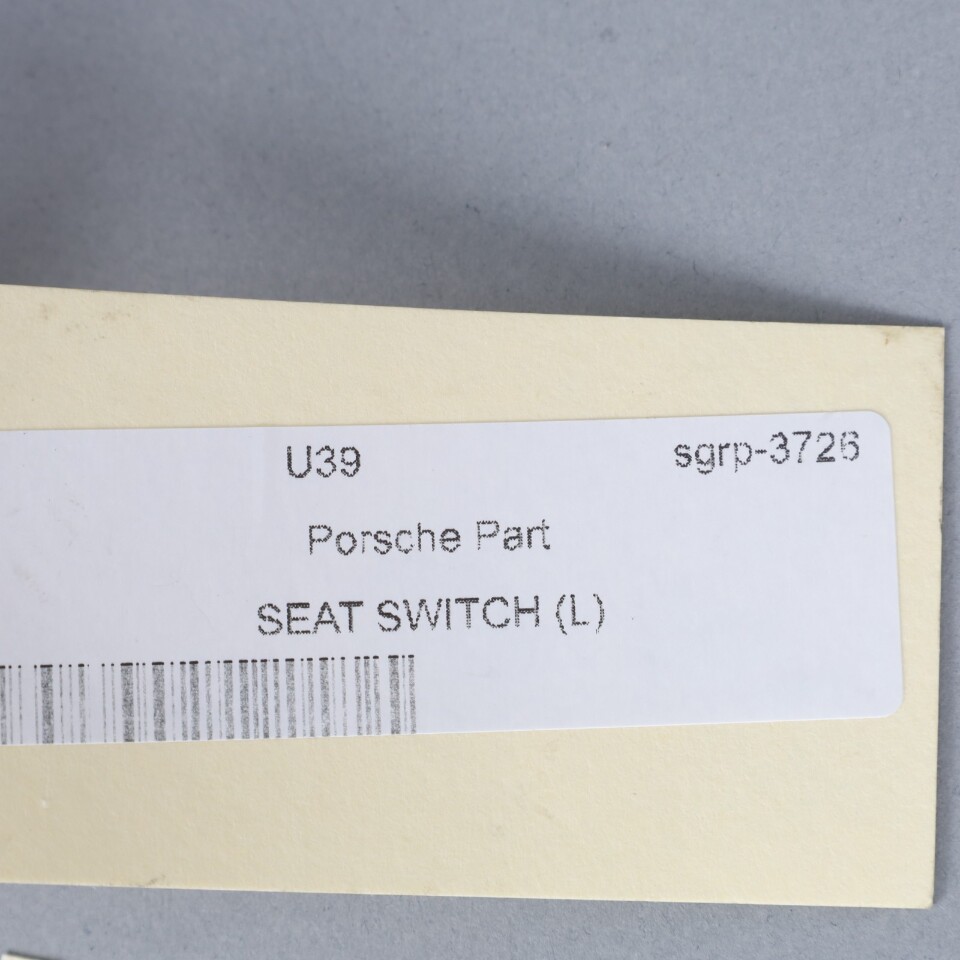 U39 sgrp-3726
Porsche Part
SEAT SWITCH (L)